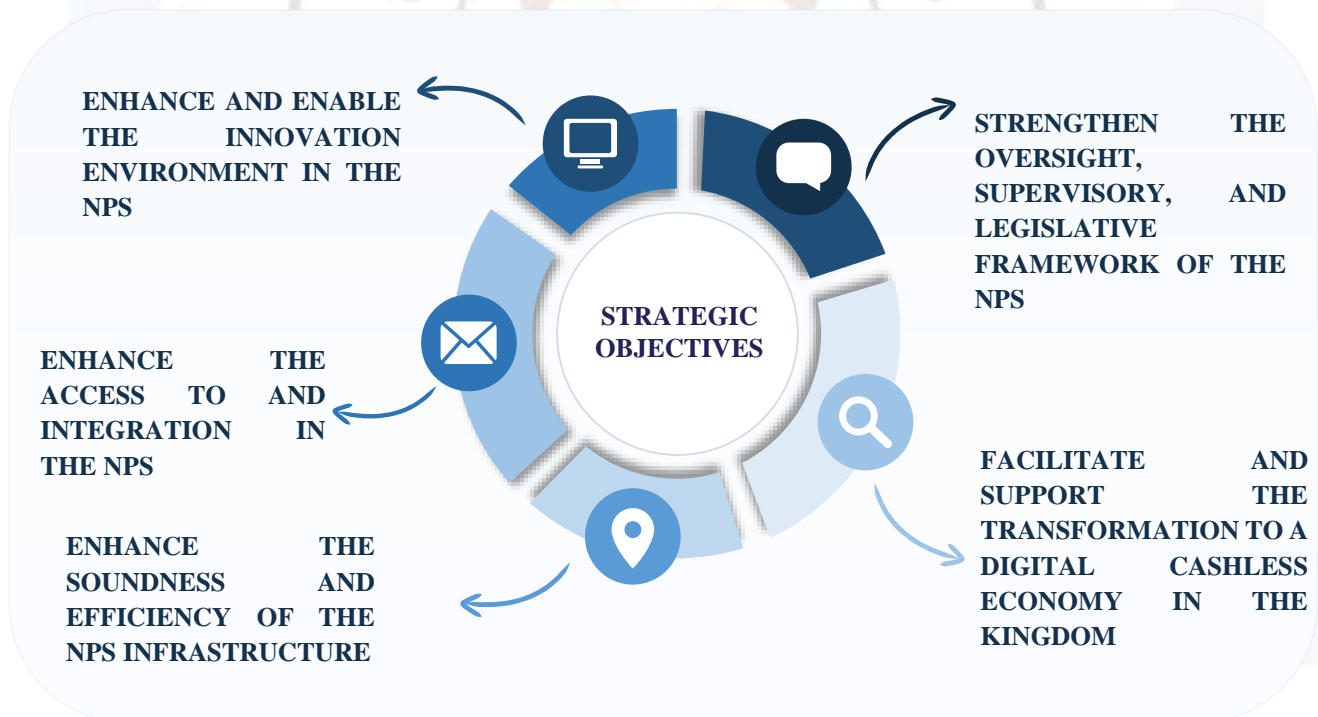 ENHANCE AND ENABLE
THE INNOVATION
ENVIRONMENT IN THE
NPS
STRENGTHEN THE
OVERSIGHT,
SUPERVISORY, AND
LEGISLATIVE
FRAMEWORK OF THE
NPS
STRATEGIC
OBJECTIVES
ENHANCE THE
ACCESS TO AND
INTEGRATION IN
THE NPS
FACILITATE AND
SUPPORT THE
TRANSFORMATION TO A
DIGITAL CASHLESS
ECONOMY IN THE
KINGDOM
ENHANCE THE
SOUNDNESS AND
EFFICIENCY OF THE
NPS INFRASTRUCTURE